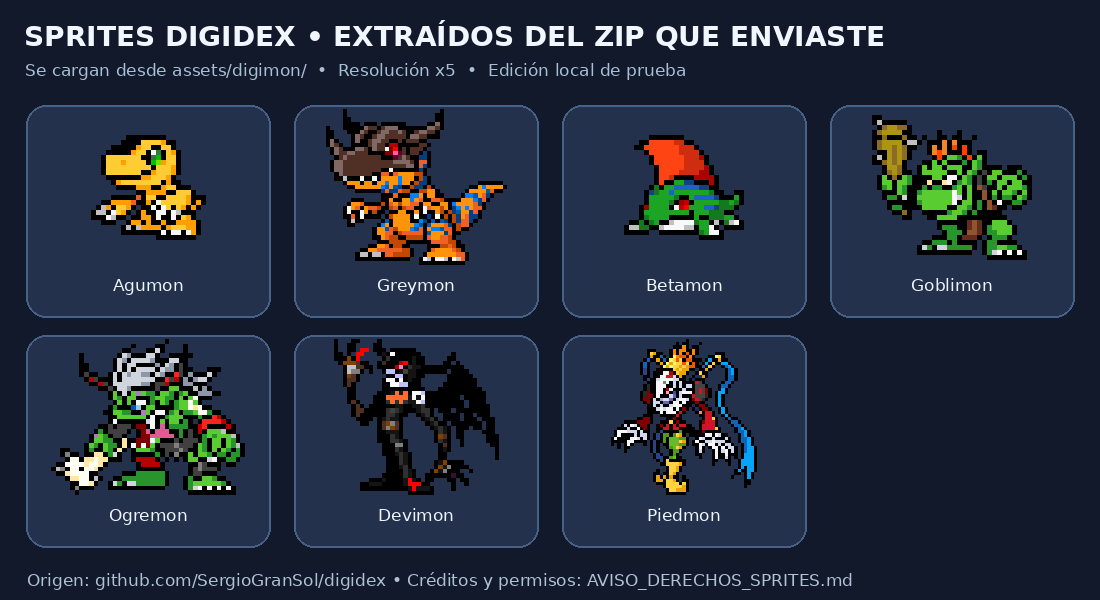 SPRITES DIGIDEX • EXTRAÍDOS DEL ZIP QUE ENVIASTE
Se cargan desde assets/digimon/ • Resolución x5 • Edición local de prueba
Agumon
Greymon
Betamon
Goblimon
Ogremon
Devimon
Piedmon
Origen: github.com/SergioGranSol/digidex • Créditos y permisos: AVISO_DERECHOS_SPRITES.md